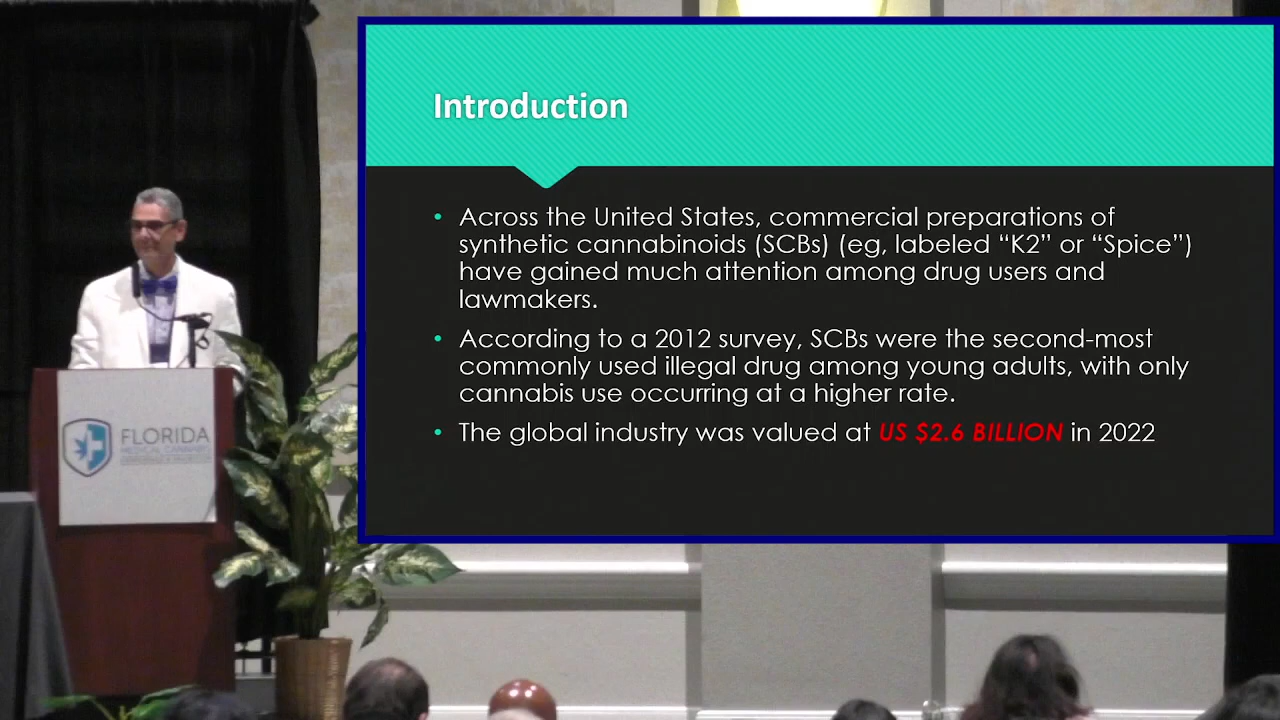 Introduction
• Across the United States, commercial preparations of
synthetic cannabinoids (SCBs) (eg, labeled “K2” or “Spice”)
have gained much attention among drug users and
lawmakers.
• According to a 2012 survey, SCBs were the second-most
commonly used illegal drug among young adults, with only
cannabis use occurring at a higher rate.
• The global industry was valued at US $2.6 BILLION in 2022
FLORIDA
MEDICAL CANNABIS